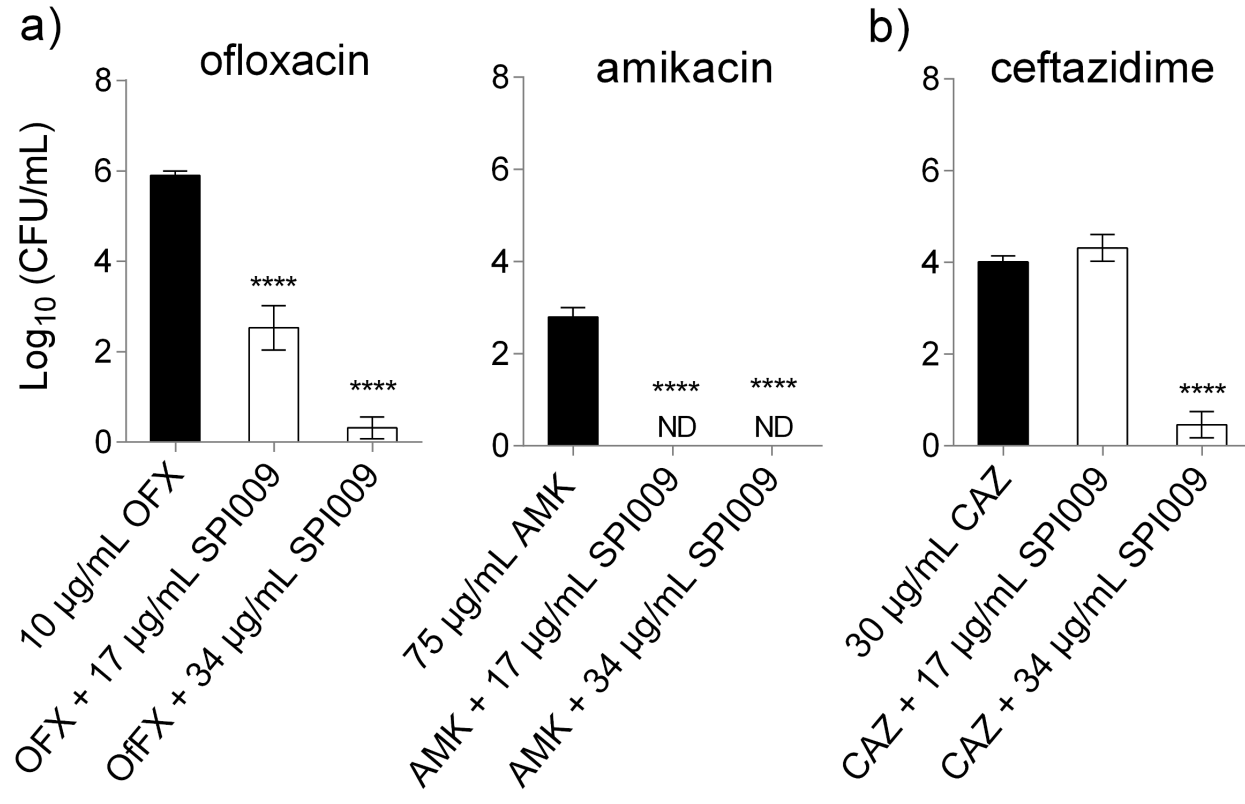 a)
ofloxacin
Log10 (CFU/mL)
8
6
4
2
0
****
****
10 µg/mL OFX
OFX + 17 µg/mL SPI009
OfFX + 34 µg/mL SPI009
amikacin
8
6
4
2
0
****
ND
****
ND
75 µg/mL AMK
AMK + 17 µg/mL SPI009
AMK + 34 µg/mL SPI009
b)
ceftazidime
8
6
4
2
0
****
30 µg/mL CAZ
CAZ + 17 µg/mL SPI009
CAZ + 34 µg/mL SPI009